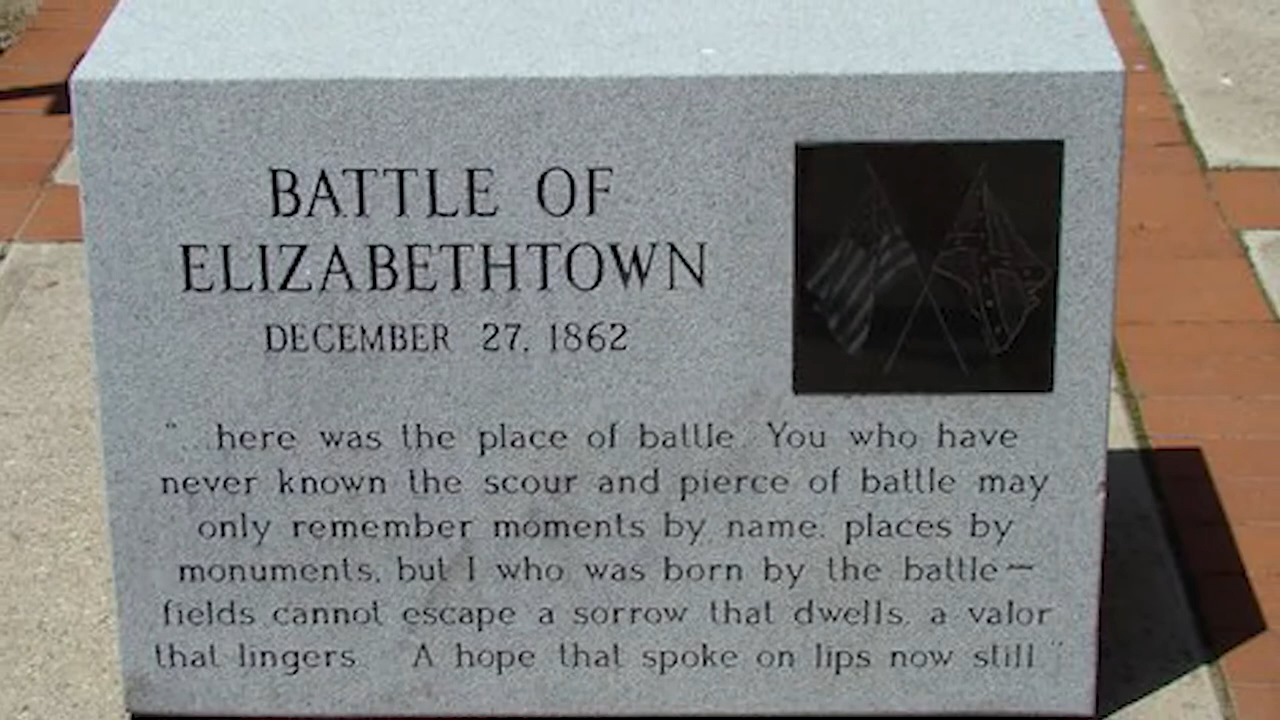 BATTLE OF
ELIZABETHTOWN
DECEMBER 27, 1862
"...here was the place of battle. You who have
never known the scour and pierce of battle may
only remember moments by name, places by
monuments, but I who was born by the battle-
fields cannot escape a sorrow that dwells, a valor
that lingers. A hope that spoke on lips now still."